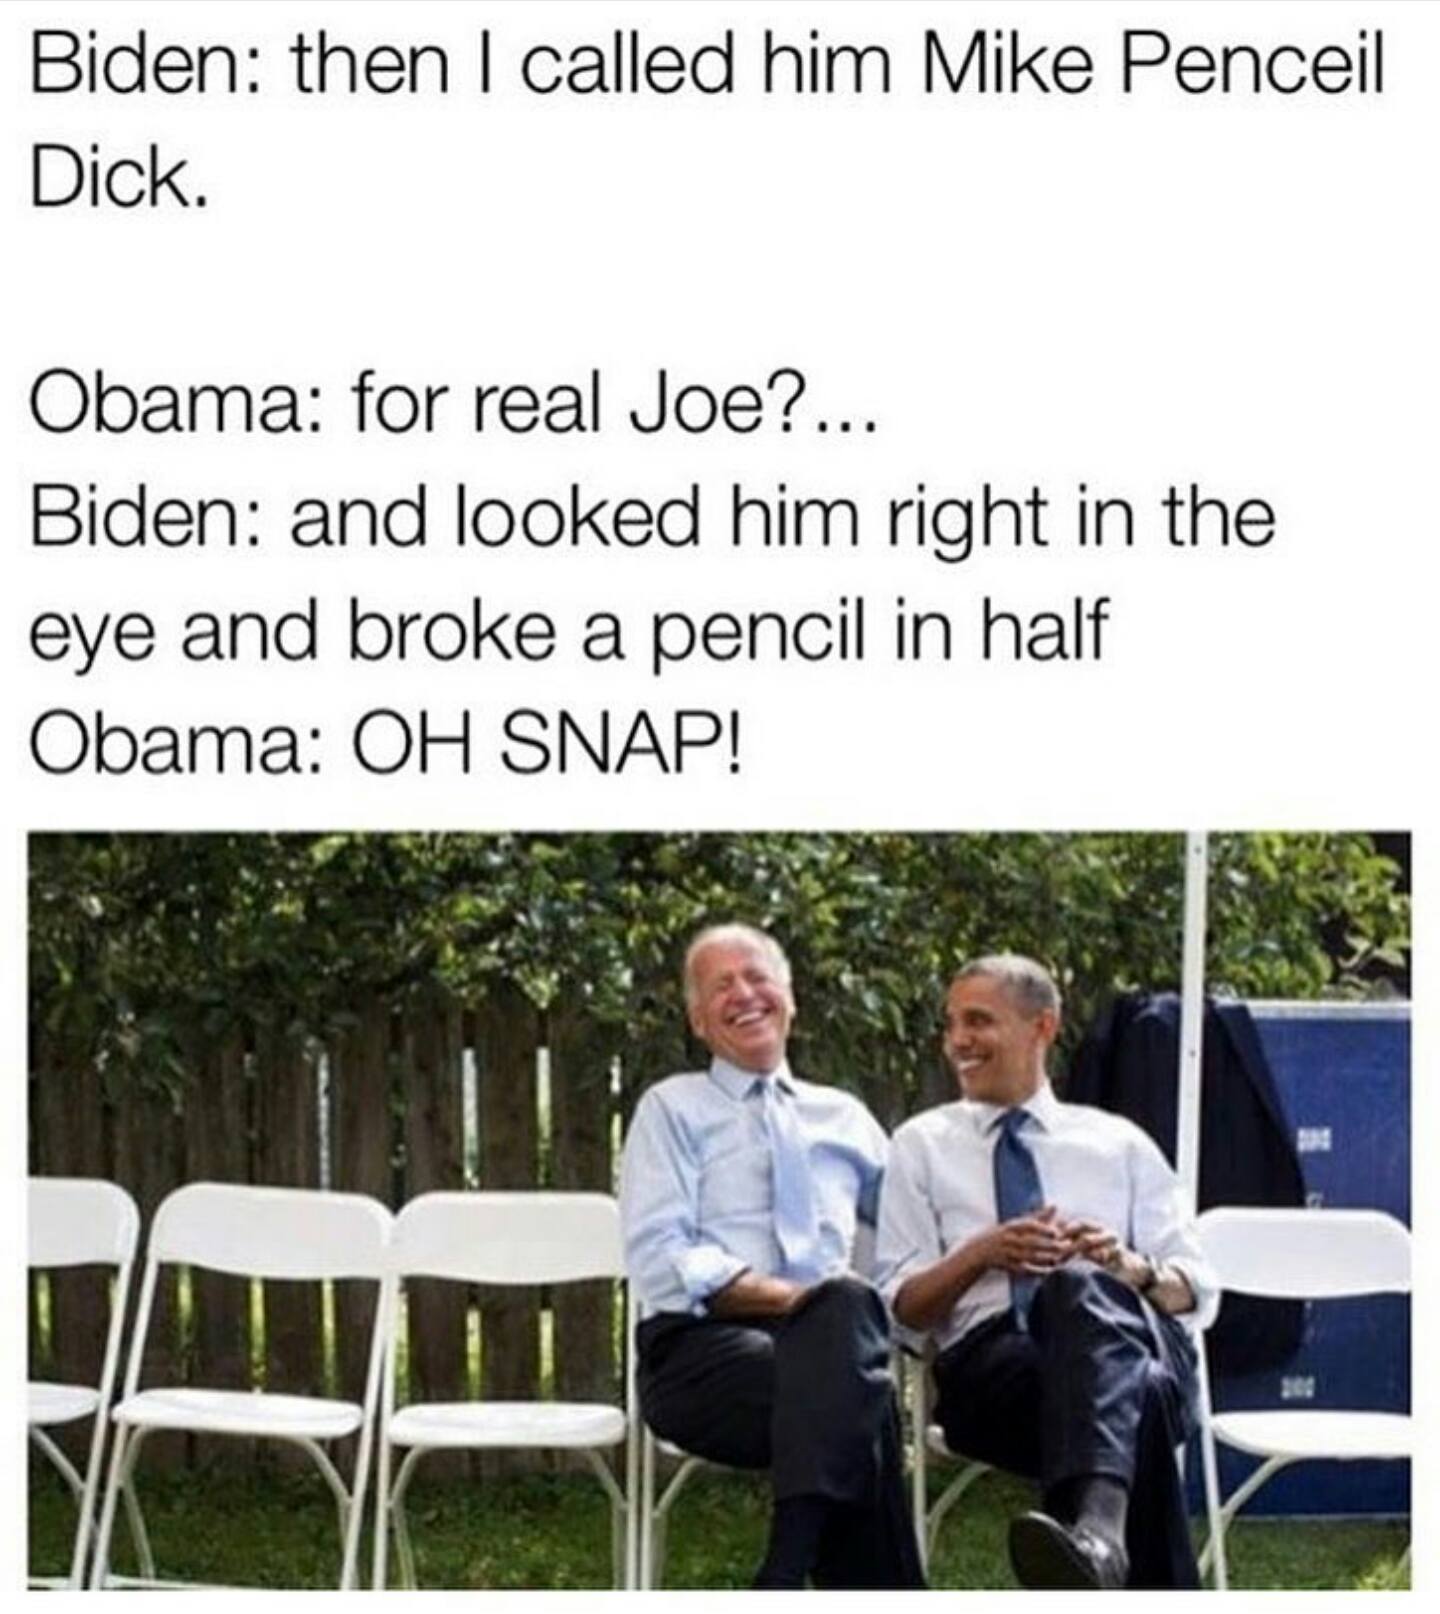 Biden: then I called him Mike Penceil
Dick.
Obama: for real Joe?...
Biden: and looked him right in the
eye and broke a pencil in half
Obama: OH SNAP!